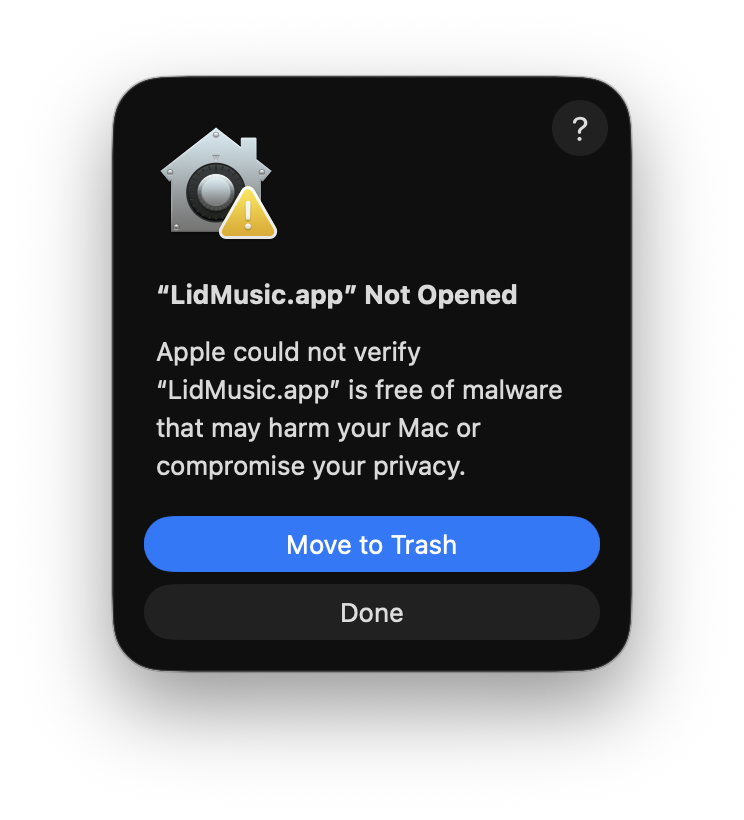 ?
“LidMusic.app” Not Opened
Apple could not verify
“LidMusic.app” is free of malware
that may harm your Mac or
compromise your privacy.
Move to Trash
Done